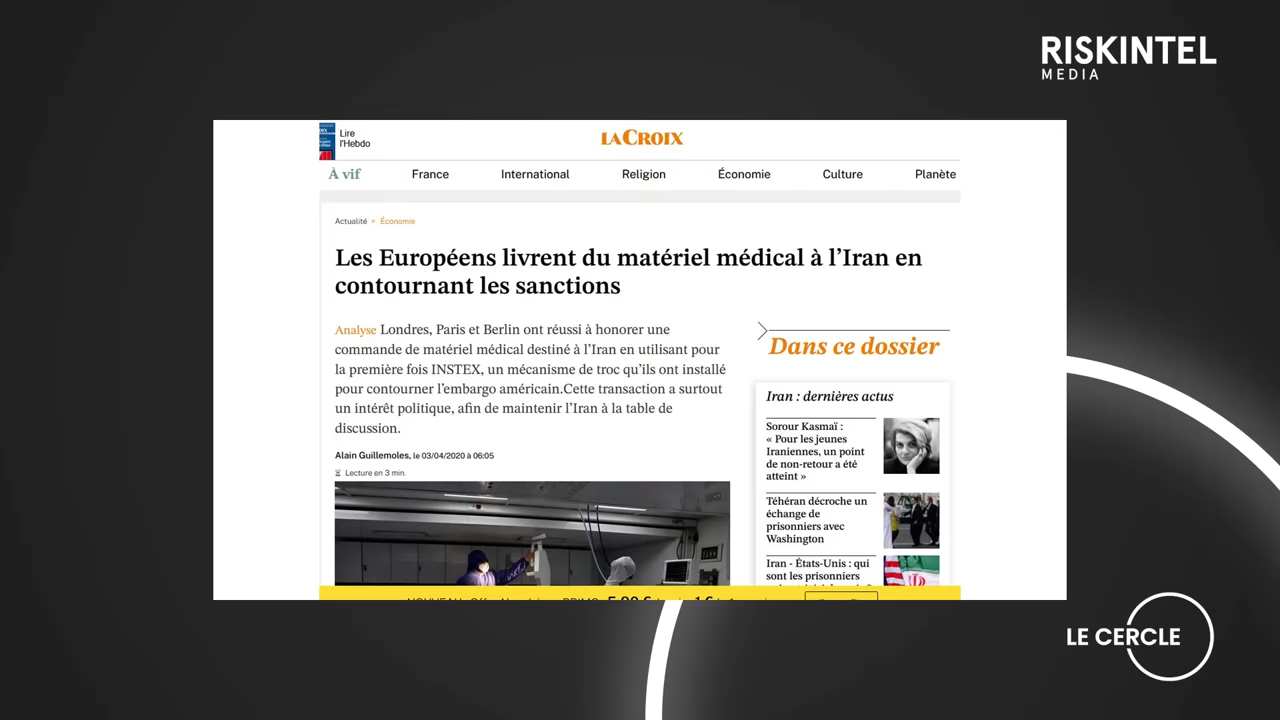 RISKINTEL
MEDIA
Lire
l'Hebdo
LA CROIX
À vif
France
International
Religion
Économie
Culture
Planète
Actualité > Économie
Les Européens livrent du matériel médical à l'Iran en
contournant les sanctions
Analyse Londres, Paris et Berlin ont réussi à honorer une
commande de matériel médical destiné à l'Iran en utilisant pour
la première fois INSTEX, un mécanisme de troc qu'ils ont installé
pour contourner l'embargo américain.Cette transaction a surtout
un intérêt politique, afin de maintenir l'Iran à la table de
discussion.
Alain Guillemoles, le 03/04/2020 à 06:05
Lecture en 3 min.
Dans ce dossier
Iran : dernières actus
Sorour Kasmaï :
« Pour les jeunes
Iraniennes, un point
de non-retour a été
atteint »
Téhéran décroche un
échange de
prisonniers avec
Washington
Iran - États-Unis : qui
sont les prisonniers
LE CERCLE